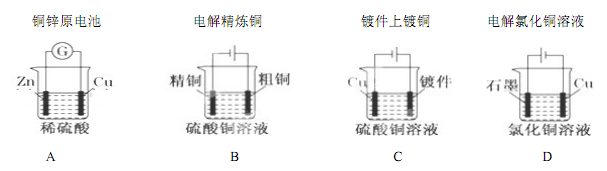 铜锌原电池 电解精炼铜 镀件上镀铜 电解氯化铜溶液
G
Zn Cu 精铜 粗铜 Cu 镀件 石墨 Cu
稀硫酸 硫酸铜溶液 硫酸铜溶液 氯化铜溶液
A B C D